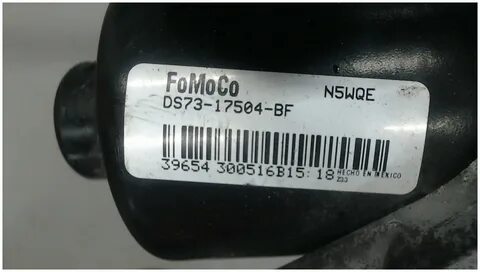 FoMoCo N5WQE
DS73-17504-BF
39654 300516B15:18 HECHO EN MEXICO